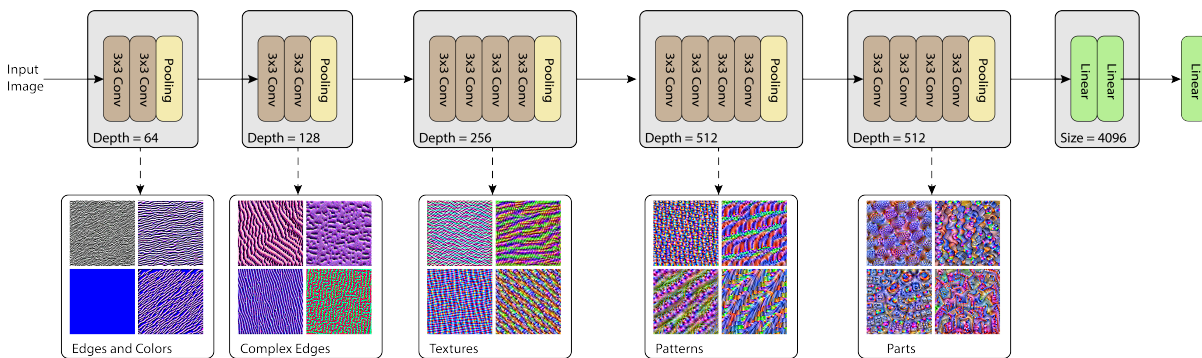 Input
Image
3x3 Conv
3x3 Conv
Pooling
Depth = 64
3x3 Conv
3x3 Conv
Pooling
Depth = 128
3x3 Conv
3x3 Conv
3x3 Conv
3x3 Conv
Pooling
Depth = 256
3x3 Conv
3x3 Conv
3x3 Conv
3x3 Conv
Pooling
Depth = 512
3x3 Conv
3x3 Conv
3x3 Conv
3x3 Conv
Pooling
Depth = 512
Linear
Linear
Size = 4096
Linear
Edges and Colors
Complex Edges
Textures
Patterns
Parts